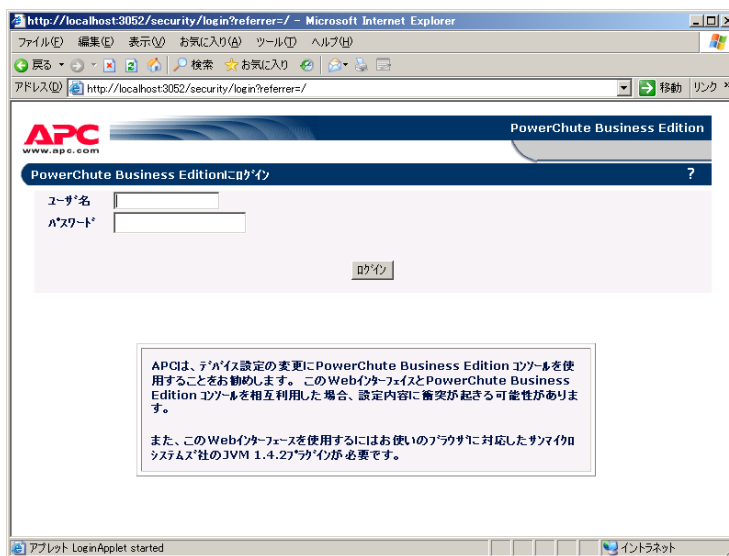 http://localhost:3052/security/login?referrer=/ - Microsoft Internet Explorer
ファイル(F) 編集(E) 表示(V) お気に入り(A) ツール(T) ヘルプ(H)
戻る 検索 お気に入り
アドレス(D) http://localhost:3052/security/login?referrer=/ 移動 リンク »
APC
www.apc.com
PowerChute Business Edition
PowerChute Business Editionにﾛｸﾞｲﾝ ?
ﾕｰｻﾞ名
ﾊﾟｽﾜｰﾄﾞ
ﾛｸﾞｲﾝ
APCは、ﾃﾞﾊﾞｲｽ設定の変更にPowerChute Business Edition ｺﾝｿｰﾙを使
用することをお勧めします。 このWebｲﾝﾀｰﾌｪｲｽとPowerChute Business
Edition ｺﾝｿｰﾙを相互利用した場合、設定内容に衝突が起きる可能性がありま
す。
また、このWebｲﾝﾀｰﾌｪｰｽを使用するにはお使いのﾌﾞﾗｳｻﾞに対応したｻﾝﾏｲｸﾛ
ｼｽﾃﾑｽﾞ社のJVM 1.4.2ﾌﾟﾗｸﾞｲﾝが必要です。
アプレット LoginApplet started イントラネット